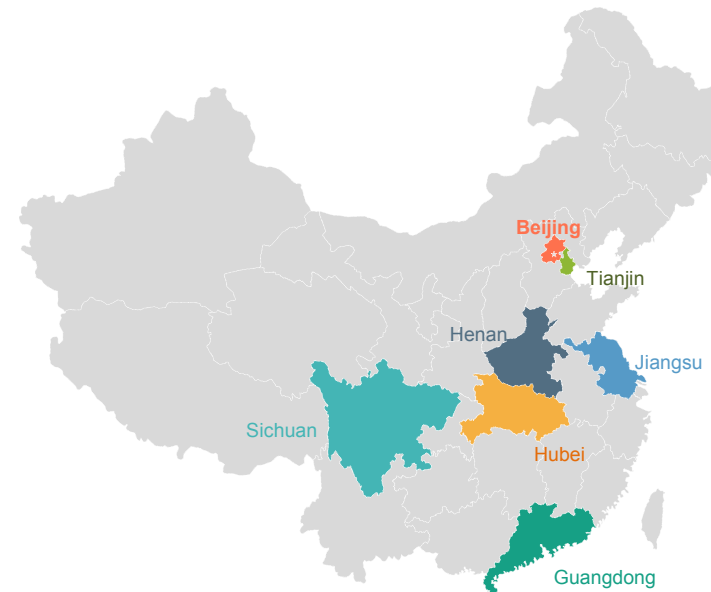 Beijing
Tianjin
Henan
Jiangsu
Sichuan
Hubei
Guangdong